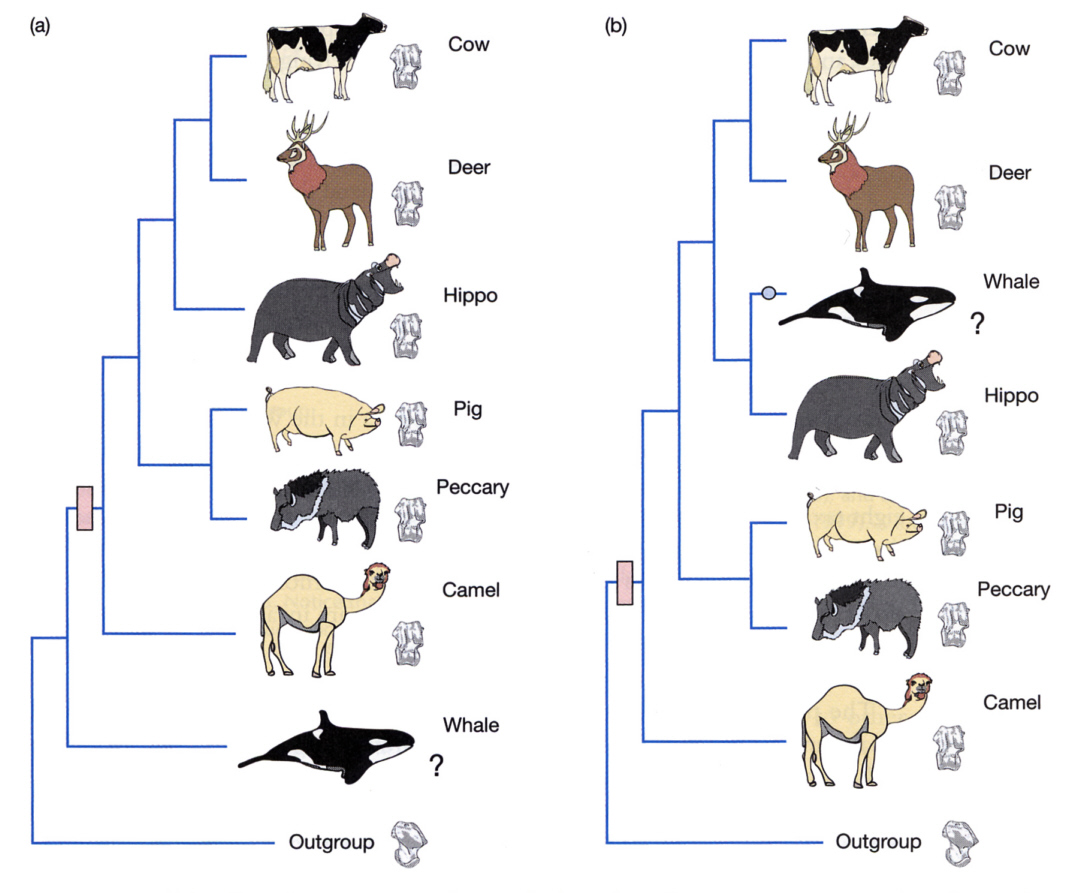 (a)
Cow
Deer
Hippo
Pig
Peccary
Camel
Whale
?
Outgroup
(b)
Cow
Deer
Whale
?
Hippo
Pig
Peccary
Camel
Outgroup